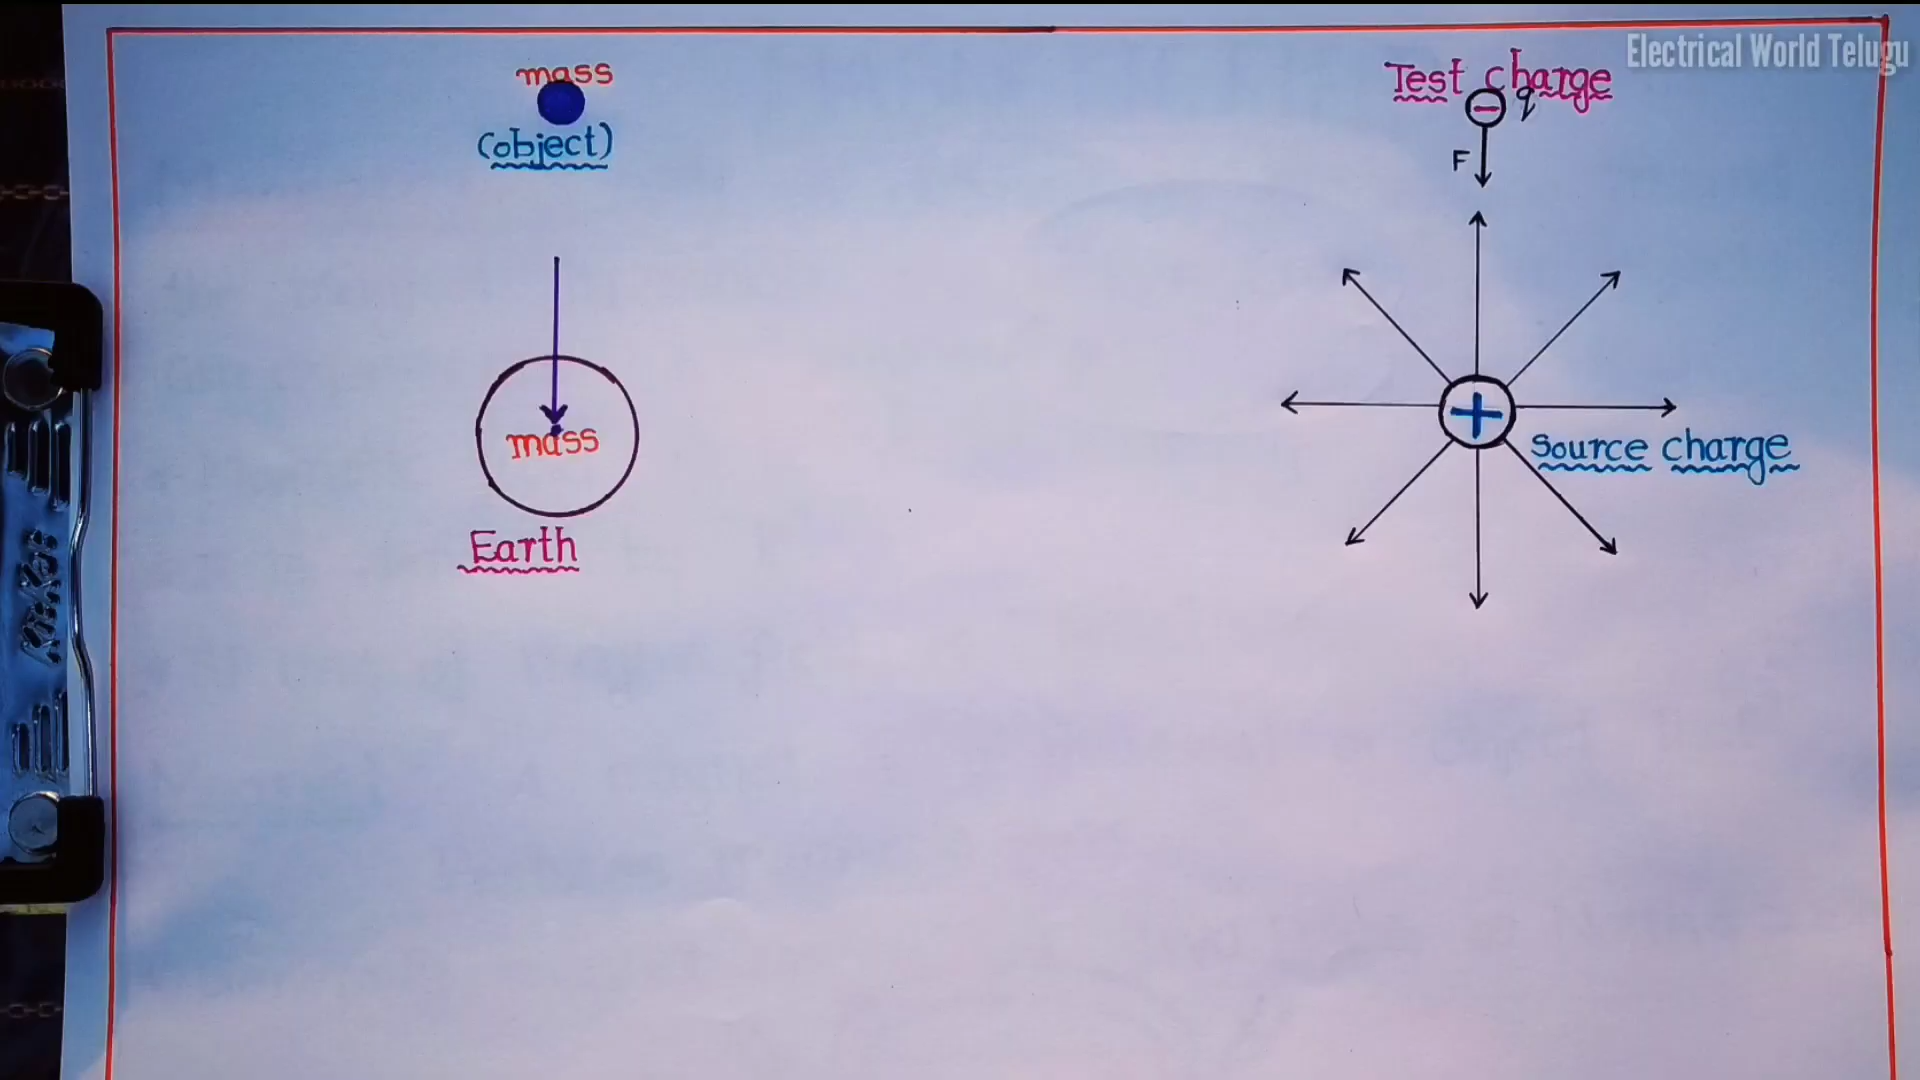 Electrical World Telugu
mass
(object)
mass
Earth
Test charge
q
F
Source charge